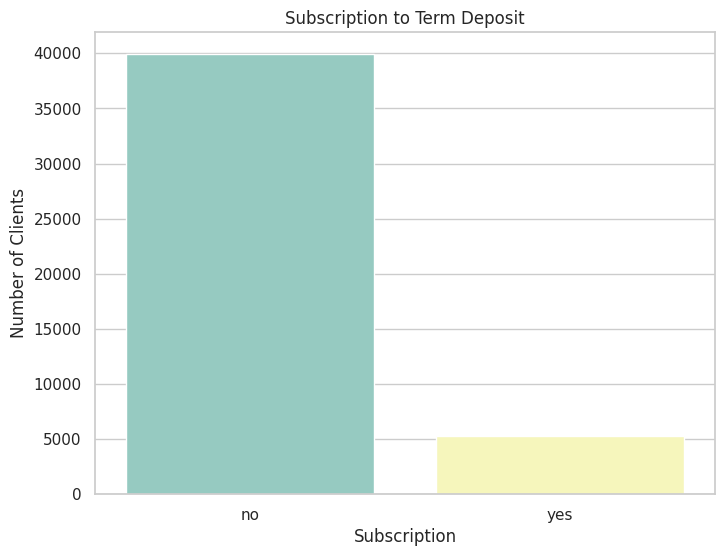 Subscription to Term Deposit
40000
35000
30000
25000
20000
15000
10000
5000
0
Number of Clients
no yes
Subscription